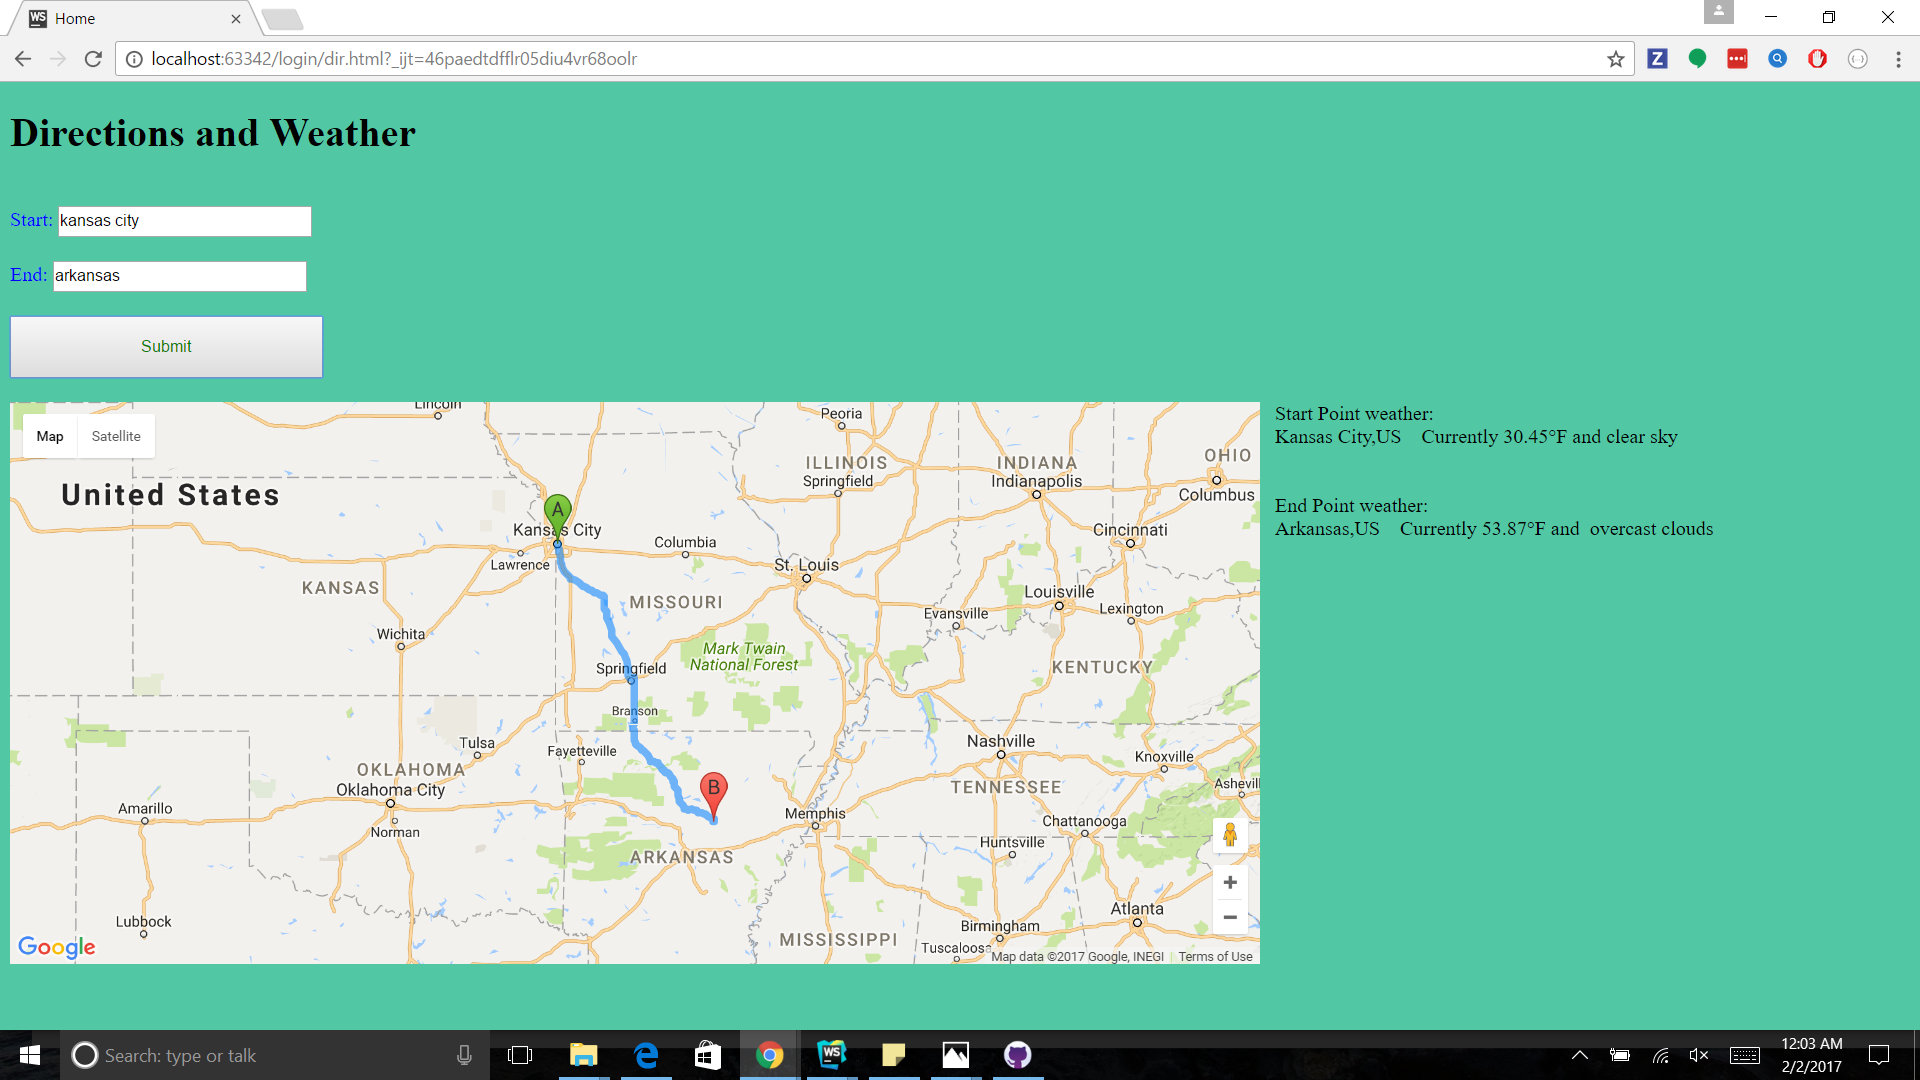 WS Home
localhost:63342/login/dir.html?_ijt=46paedtdfflr05diu4vr68oolr
Z
Directions and Weather
Start: kansas city
End: arkansas
Submit
Map Satellite
United States
Lincoln
Peoria
ILLINOIS
Springfield
INDIANA
Indianapolis
OHIO
Columbus
A
Kansas City
Columbia
Cincinnati
Lawrence
St. Louis
KANSAS
MISSOURI
Louisville
Evansville
Lexington
Wichita
Mark Twain
National Forest
Springfield
KENTUCKY
Branson
Tulsa
Fayetteville
Nashville
Knoxville
OKLAHOMA
Oklahoma City
B
TENNESSEE
Ashevill
Amarillo
Memphis
Chattanooga
Norman
Huntsville
ARKANSAS
Lubbock
Atlanta
Birmingham
MISSISSIPPI
Tuscaloosa
Google
Map data ©2017 Google, INEGI Terms of Use
Start Point weather:
Kansas City,US Currently 30.45°F and clear sky
End Point weather:
Arkansas,US Currently 53.87°F and overcast clouds
Search: type or talk
WS
12:03 AM
2/2/2017